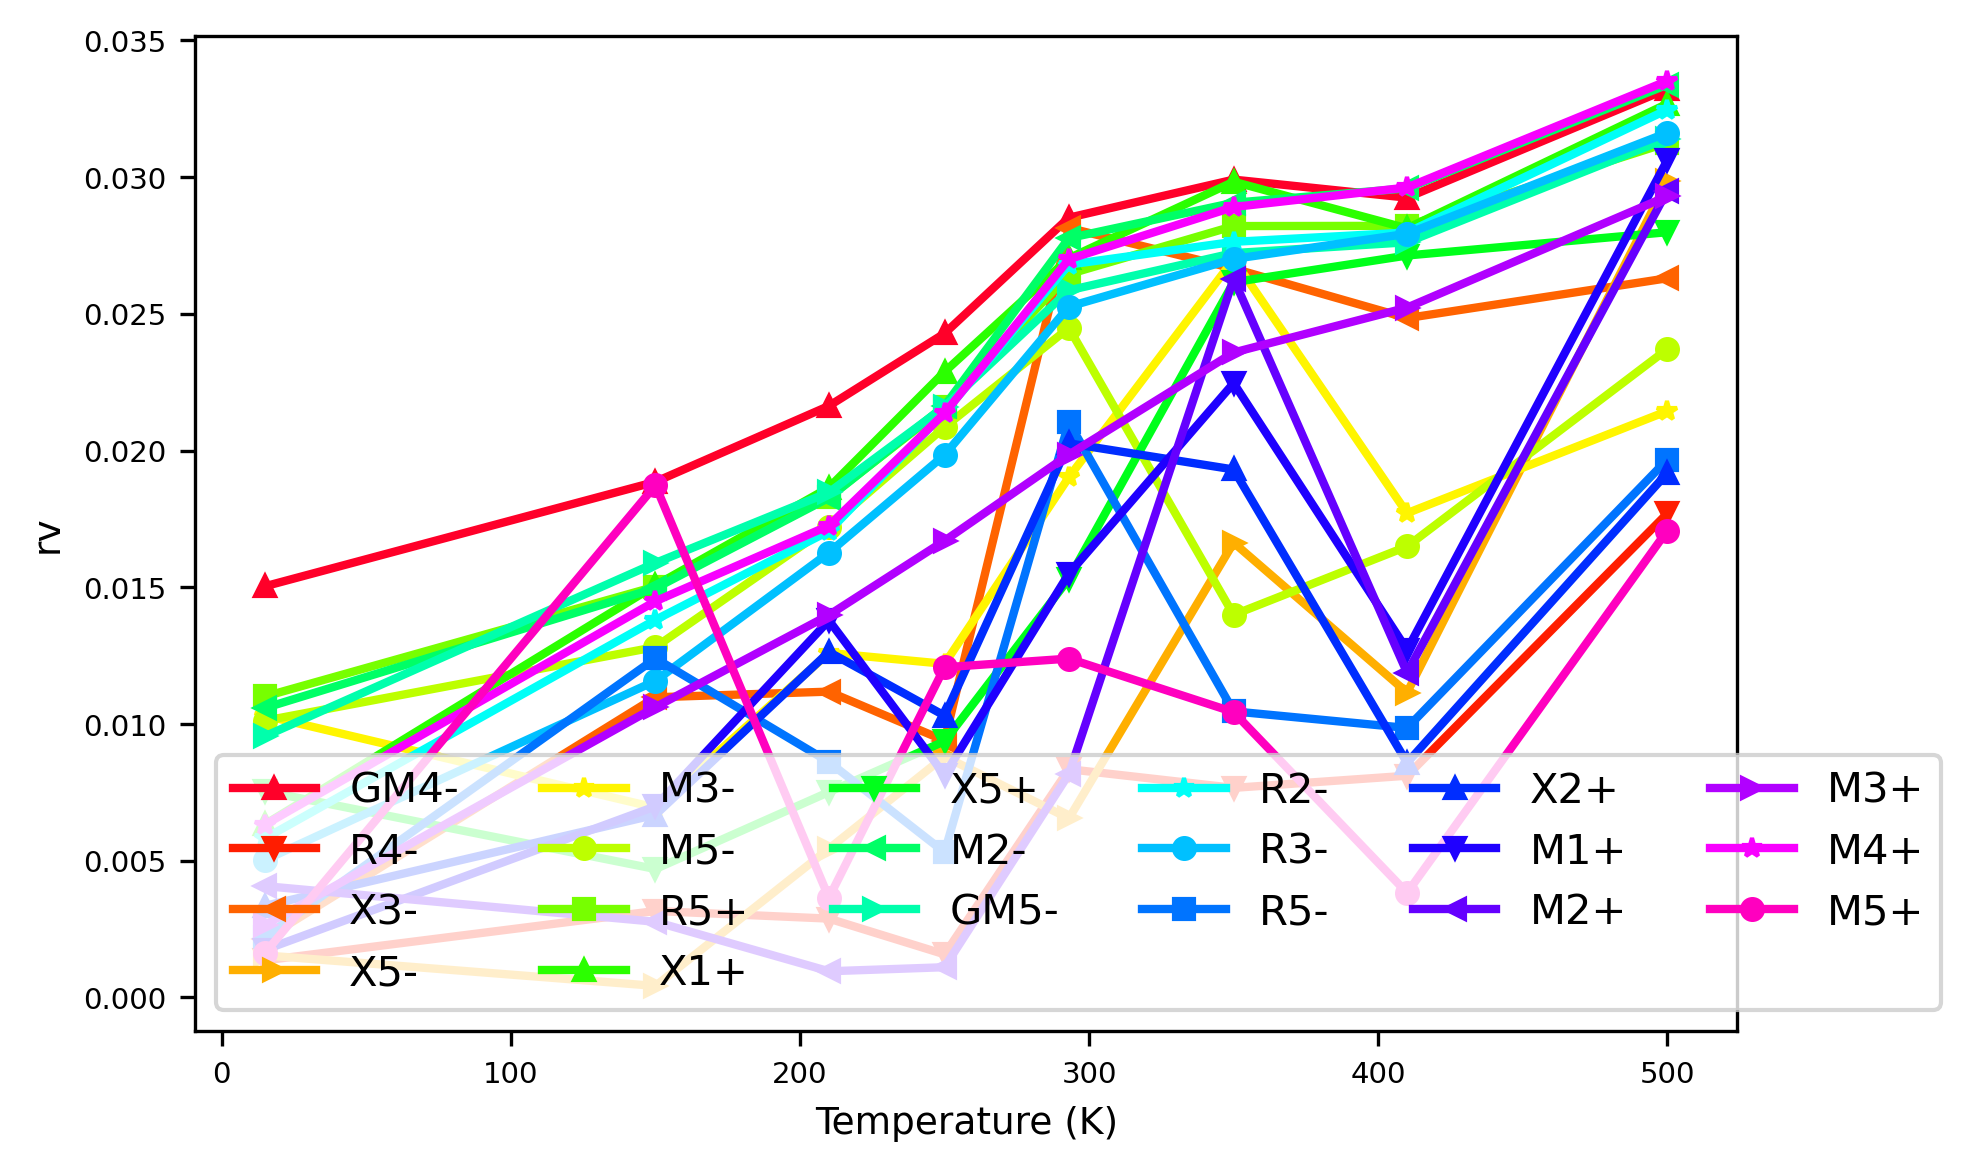 0.035
0.030
0.025
0.020
0.015
0.010
0.005
0.000
rv
GM4- M3- X5+ R2- X2+ M3+
R4- M5- M2- R3- M1+ M4+
X3- R5+ GM5- R5- M2+ M5+
X5- X1+
0 100 200 300 400 500
Temperature (K)